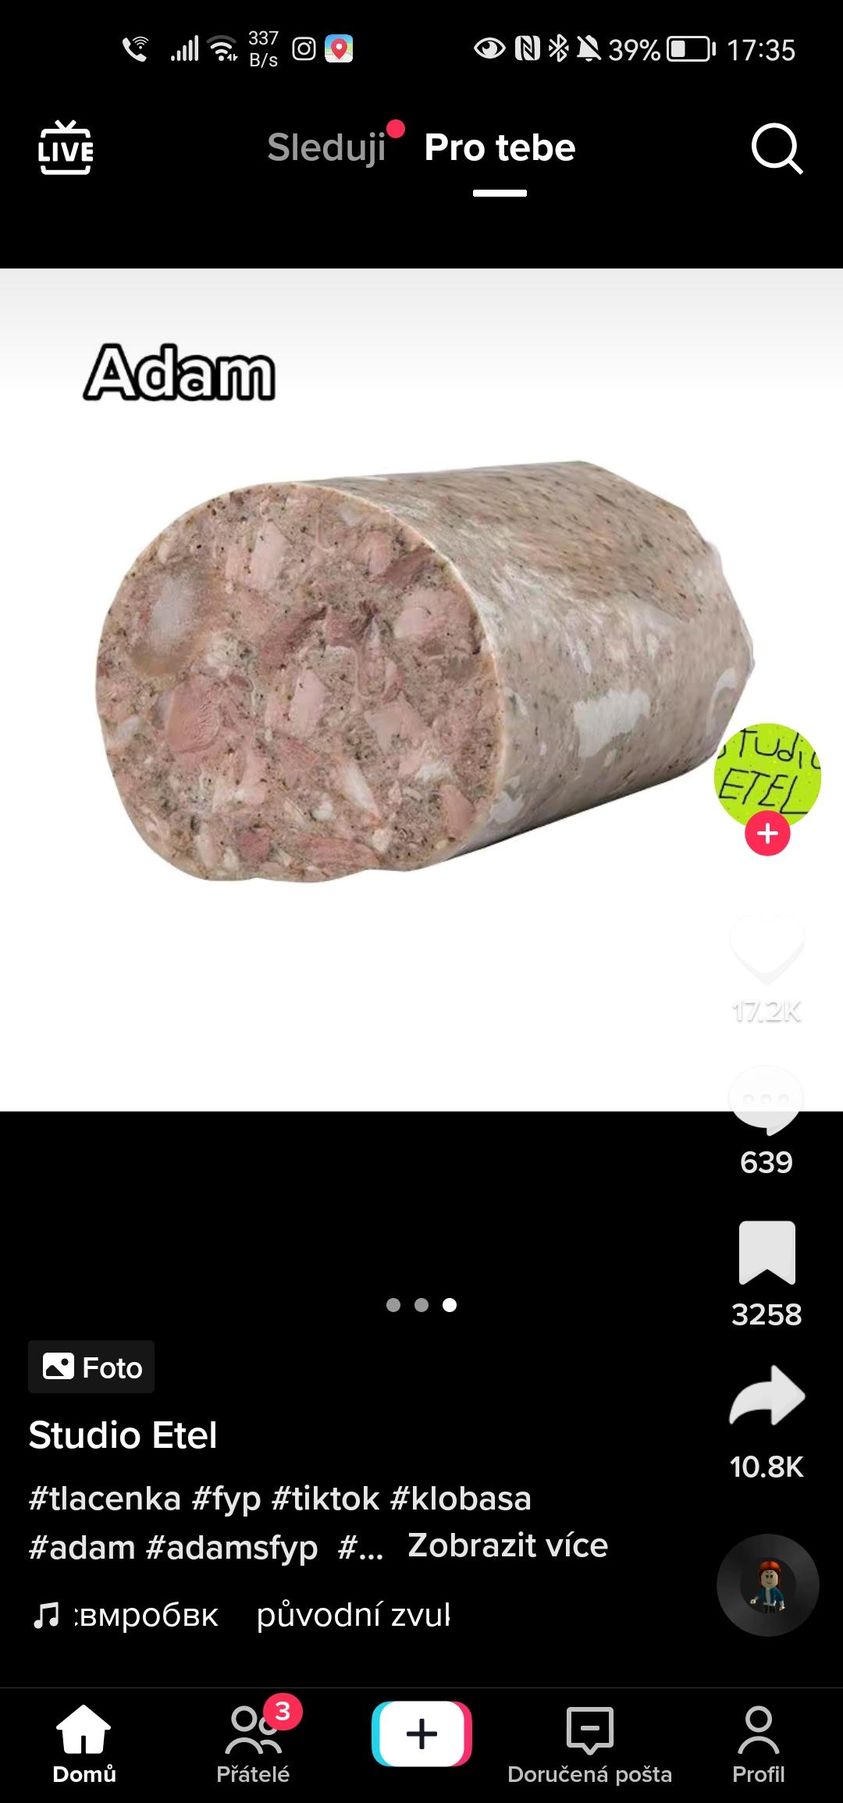 337
B/s
39%
17:35
LIVE
Sleduji
Pro tebe
Adam
Studio
ETEL
17.2K
639
3258
Foto
10.8K
Studio Etel
#tlacenka #fyp #tiktok #klobasa
#adam #adamsfyp #... Zobrazit více
:вмробвк původní zvuk
Domů
3
Přátelé
Doručená pošta
Profil